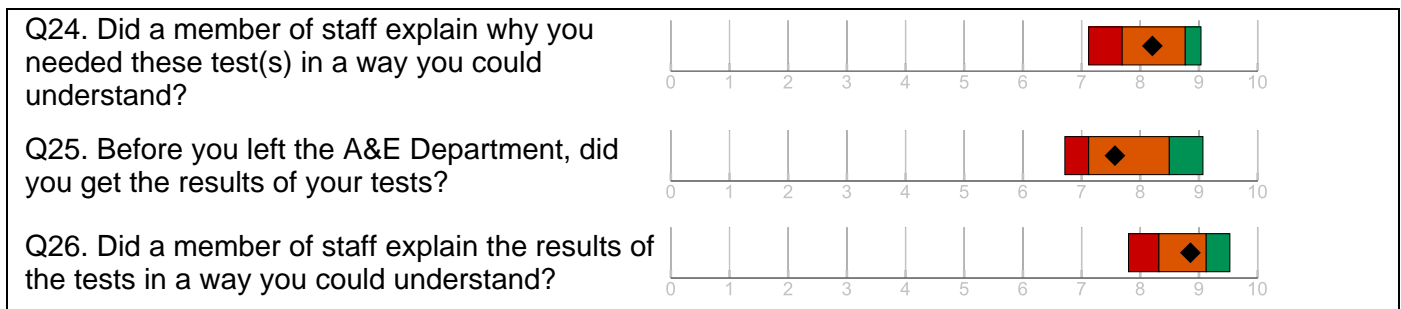 Q24. Did a member of staff explain why you
needed these test(s) in a way you could
understand?
0 1 2 3 4 5 6 7 8 9 10
Q25. Before you left the A&E Department, did
you get the results of your tests?
0 1 2 3 4 5 6 7 8 9 10
Q26. Did a member of staff explain the results of
the tests in a way you could understand?
0 1 2 3 4 5 6 7 8 9 10